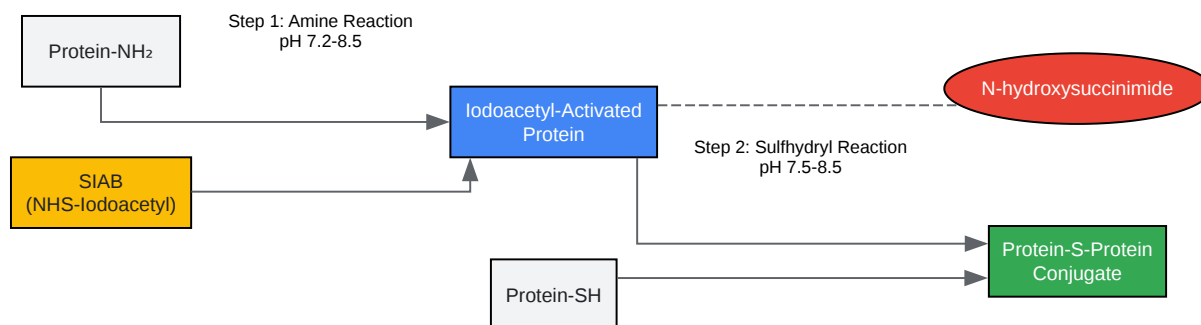 Step 1: Amine Reaction
pH 7.2-8.5
Protein-NH₂
N-hydroxysuccinimide
Iodoacetyl-Activated
Protein
Step 2: Sulfhydryl Reaction
pH 7.5-8.5
SIAB
(NHS-Iodoacetyl)
Protein-S-Protein
Conjugate
Protein-SH